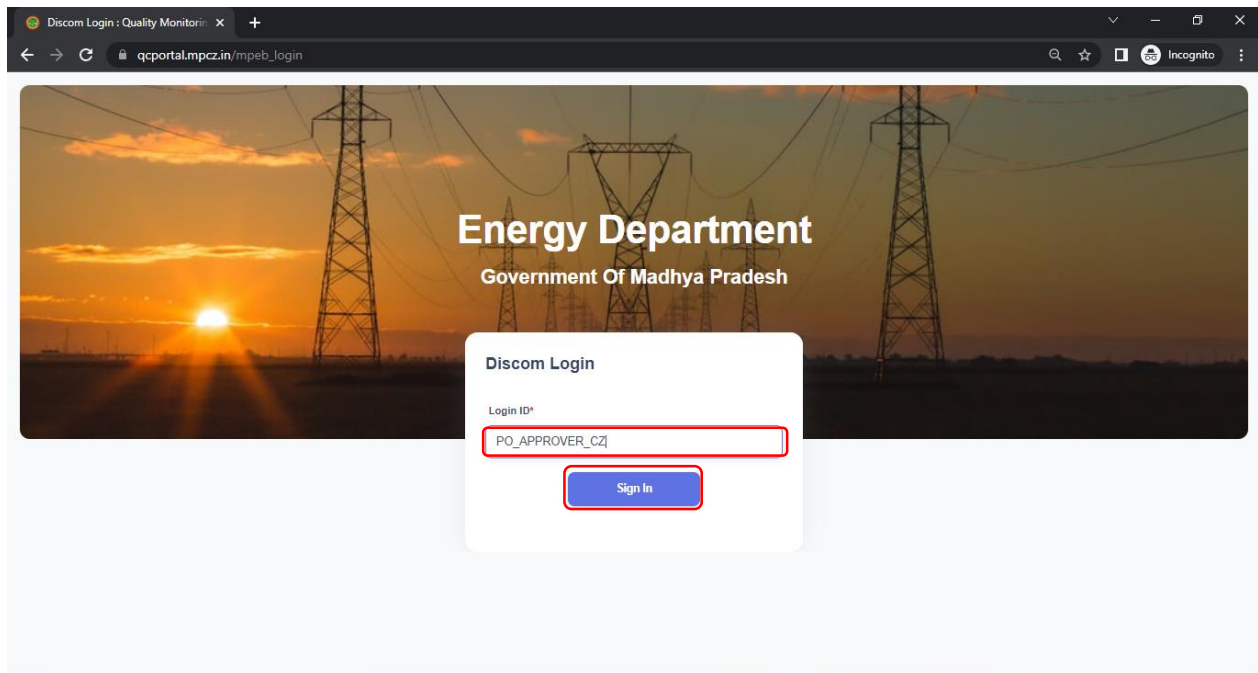 Discom Login : Quality Monitorin
qcportal.mpcz.in/mpeb_login
Incognito
Energy Department
Government Of Madhya Pradesh
Discom Login
Login ID*
PO_APPROVER_CZ
Sign In